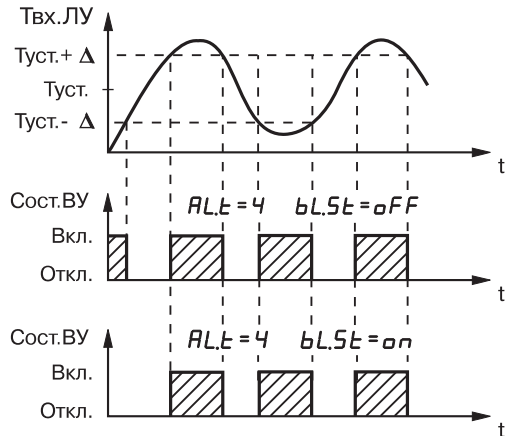 Твх.ЛУ
Туст.+ Δ
Туст.
Туст.- Δ
t
Сост.ВУ
AL.t = 4 bL.St = oFF
Вкл.
Откл.
t
Сост.ВУ
AL.t = 4 bL.St = on
Вкл.
Откл.
t